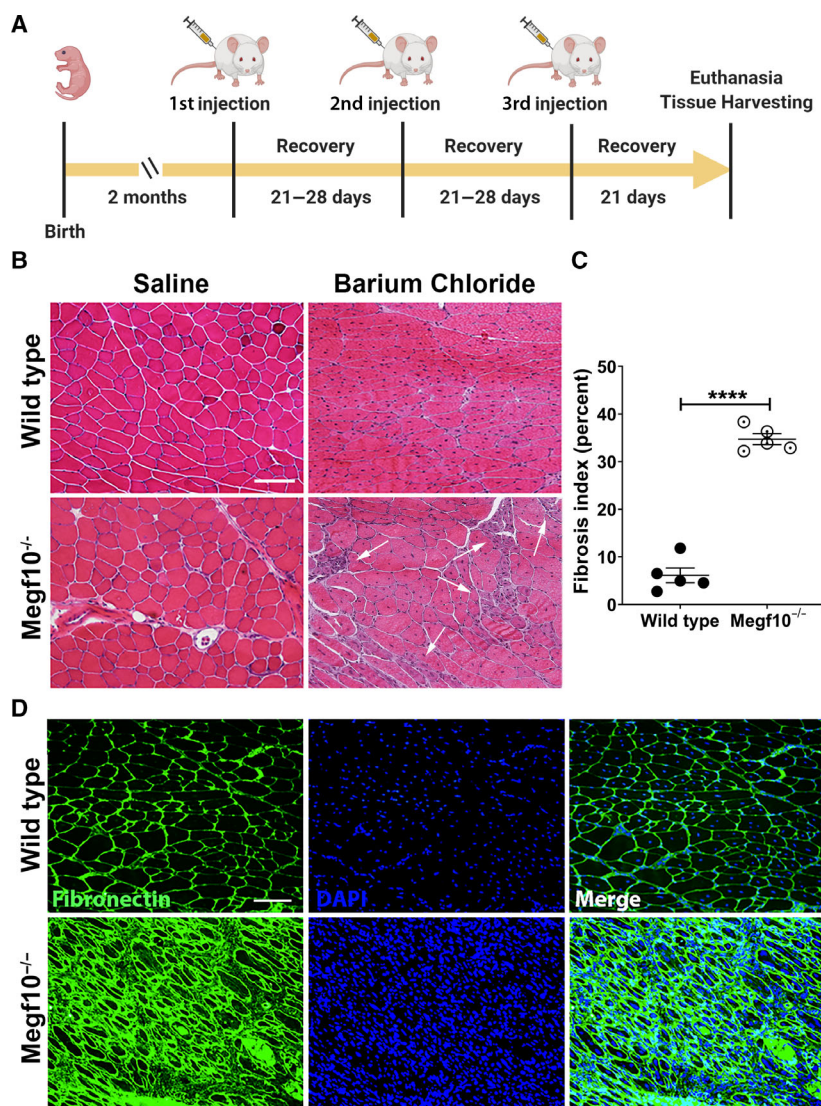 A
1st injection
2nd injection
3rd injection
Euthanasia
Tissue Harvesting
Recovery
Recovery
Recovery
2 months
21–28 days
21–28 days
21 days
Birth
B
Saline
Barium Chloride
Wild type
Megf10-/-
C
Fibrosis index (percent)
50
40
30
20
10
0
****
Wild type
Megf10−/−
D
Wild type
Fibronectin
DAPI
Merge
Megf10−/−